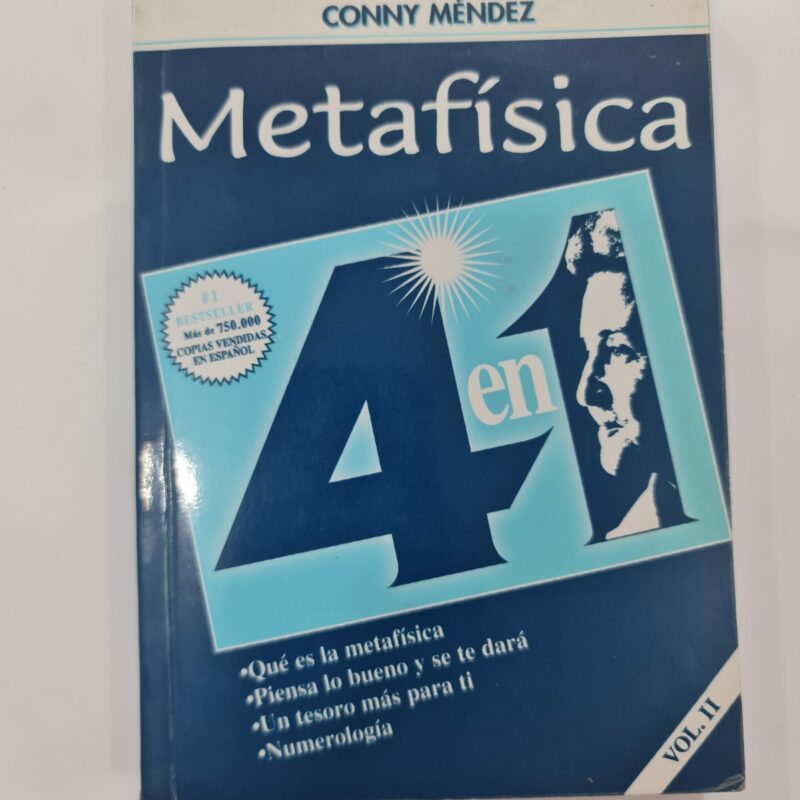 CONNY MÉNDEZ
Metafísica
#1
BESTSELLER
Más de 750.000
COPIAS VENDIDAS
EN ESPAÑOL
4 en 1
•Qué es la metafísica
•Piensa lo bueno y se te dará
•Un tesoro más para ti
•Numerología
VOL. II